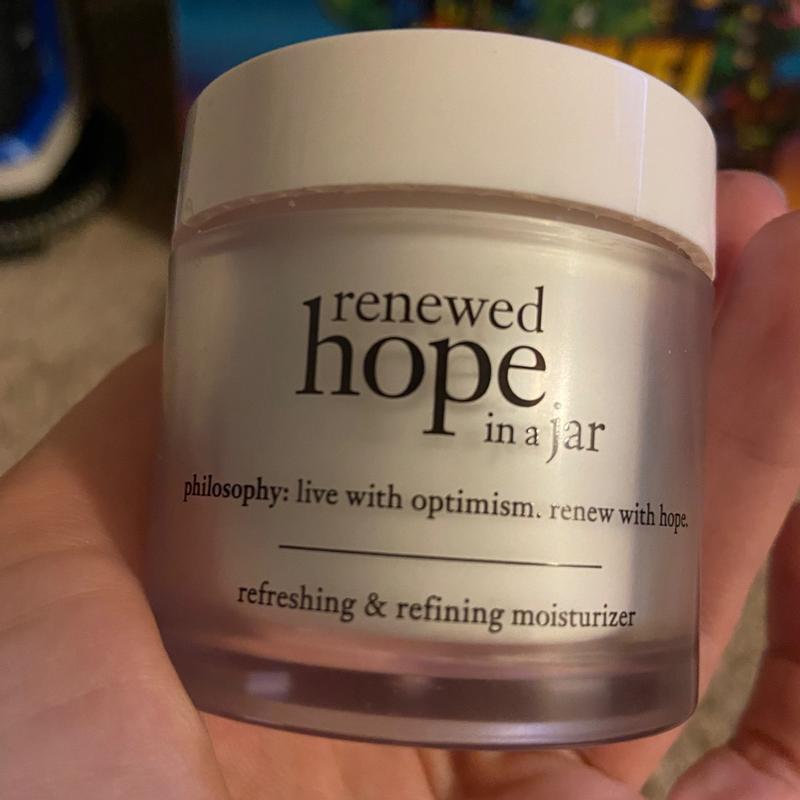 renewed
hope
in a jar
philosophy: live with optimism. renew with hope.
refreshing & refining moisturizer